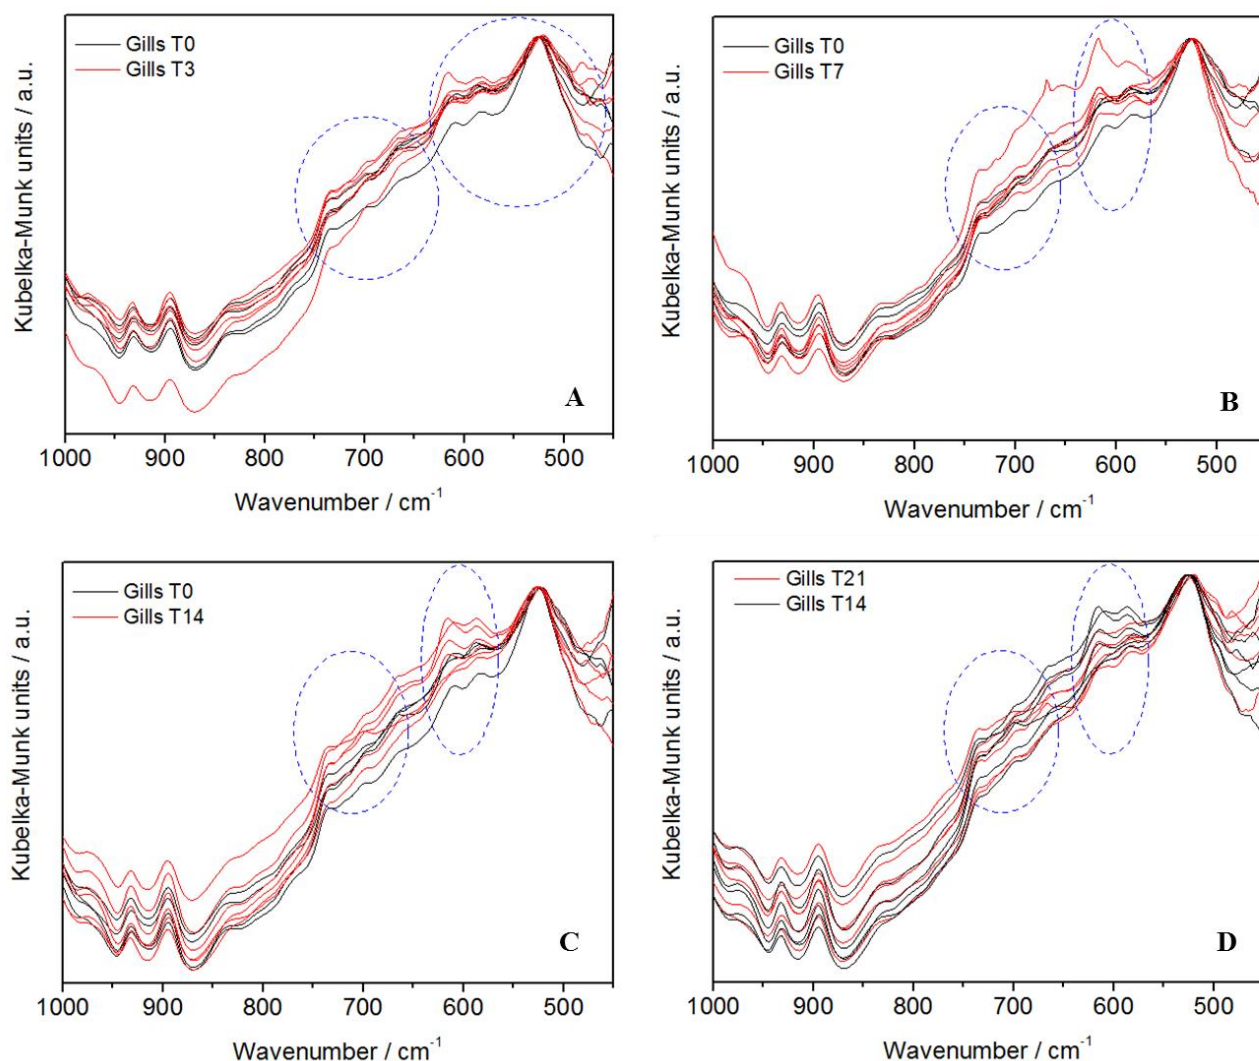 Gills T0
Gills T3
Kubelka-Munk units / a.u.
A
1000 900 800 700 600 500
Wavenumber / cm⁻¹
Gills T0
Gills T7
Kubelka-Munk units / a.u.
B
1000 900 800 700 600 500
Wavenumber / cm⁻¹
Gills T0
Gills T14
Kubelka-Munk units / a.u.
C
1000 900 800 700 600 500
Wavenumber / cm⁻¹
Gills T21
Gills T14
Kubelka-Munk units / a.u.
D
1000 900 800 700 600 500
Wavenumber / cm⁻¹